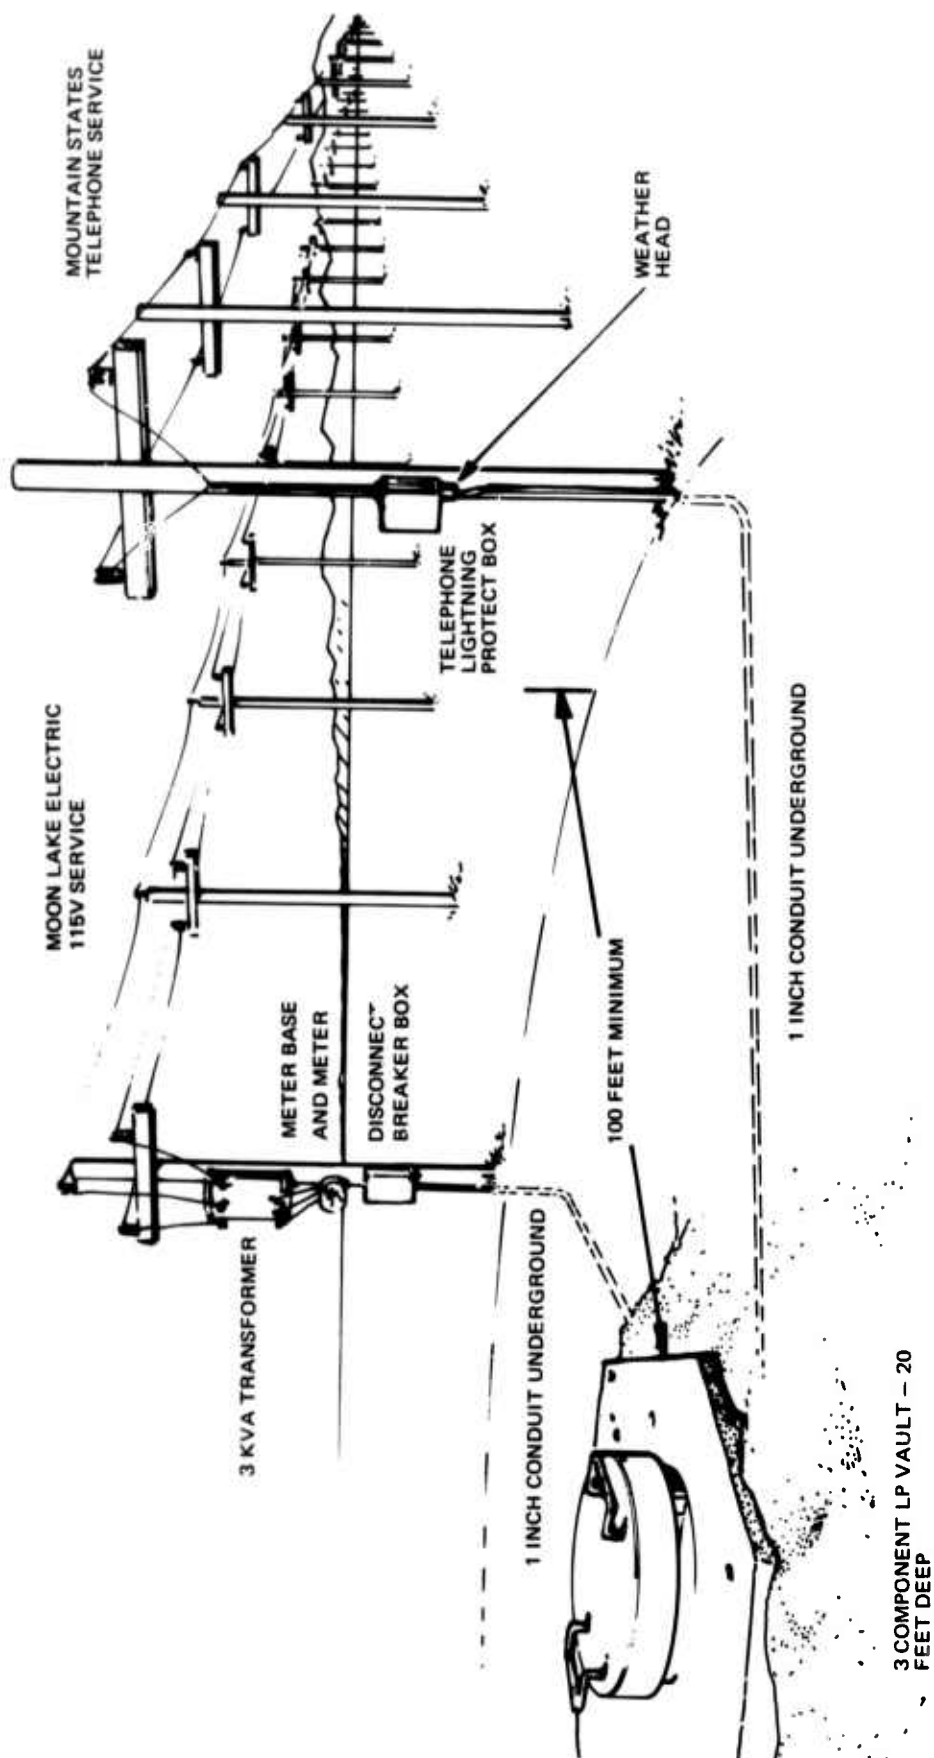 MOON LAKE ELECTRIC
115V SERVICE
MOUNTAIN STATES
TELEPHONE SERVICE
3 KVA TRANSFORMER
METER BASE
AND METER
DISCONNECT
BREAKER BOX
TELEPHONE
LIGHTNING
PROTECT BOX
WEATHER
HEAD
1 INCH CONDUIT UNDERGROUND
100 FEET MINIMUM
1 INCH CONDUIT UNDERGROUND
3 COMPONENT LP VAULT – 20
FEET DEEP